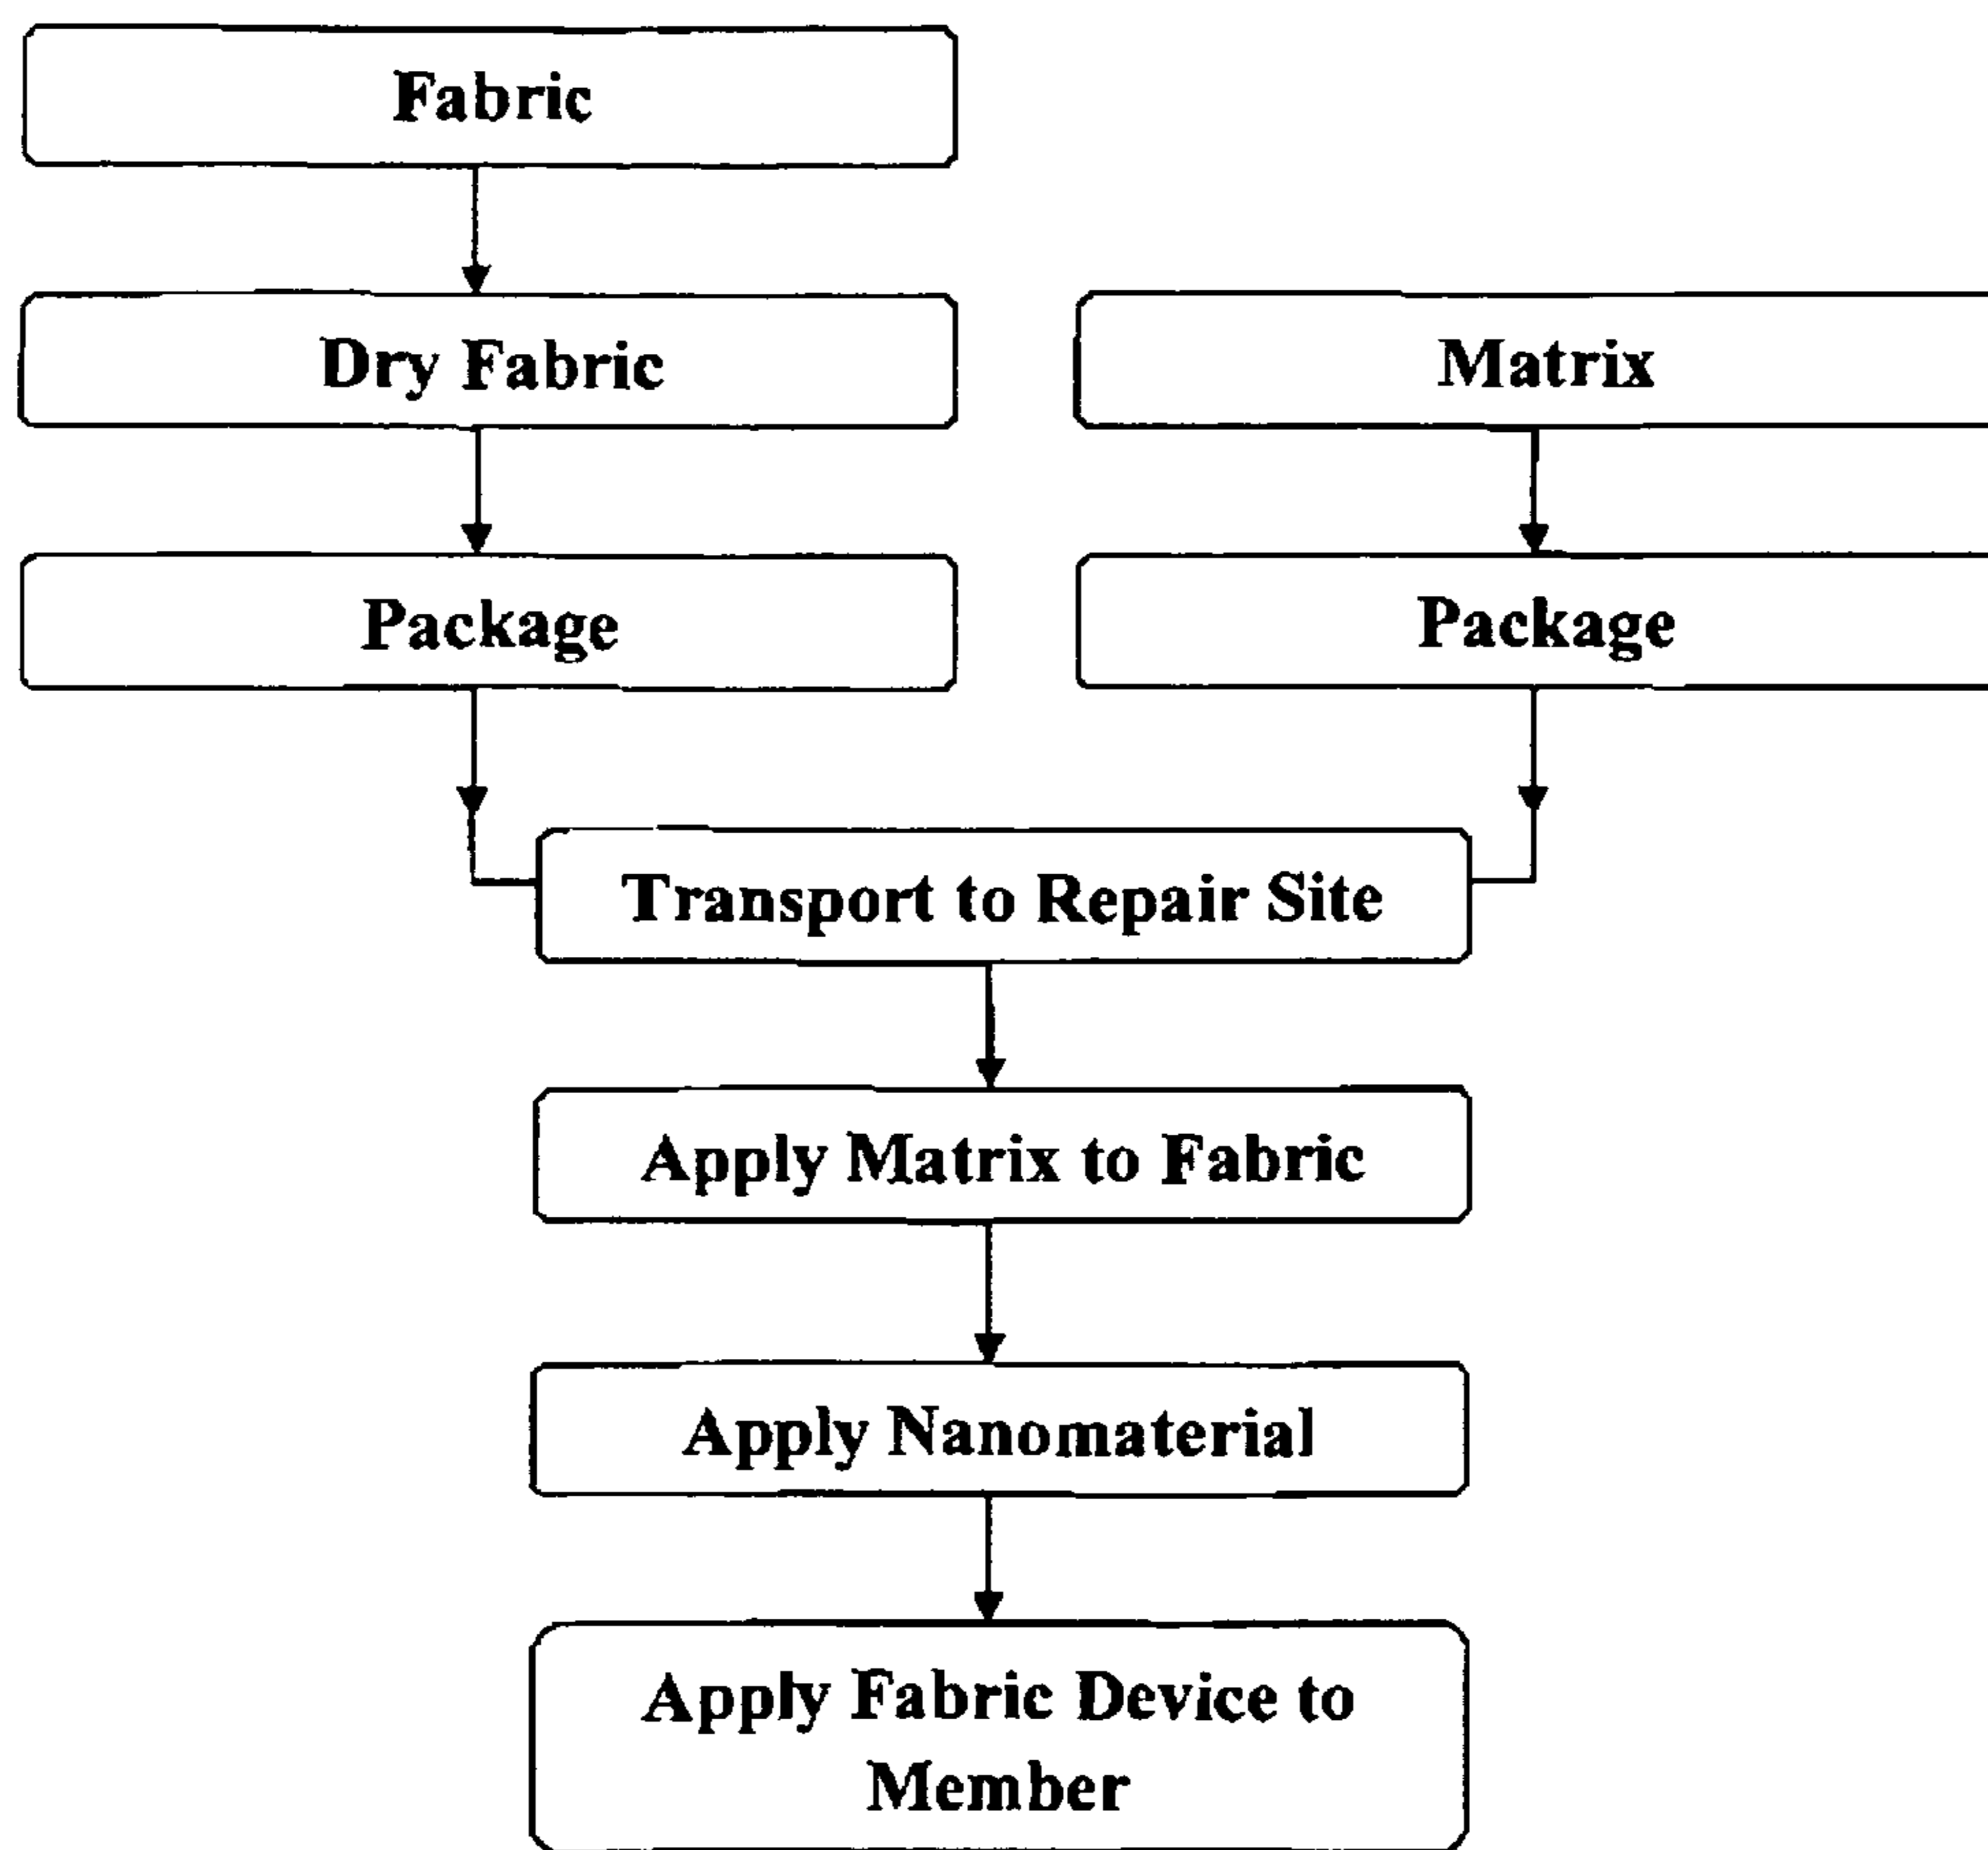 Fabric
Dry Fabric
Matrix
Package
Package
Transport to Repair Site
Apply Matrix to Fabric
Apply Nanomaterial
Apply Fabric Device to
Member